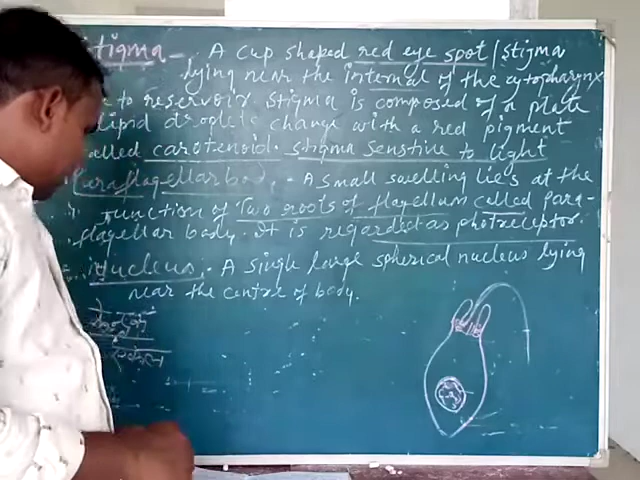 stigma - A cup shaped red eye spot / stigma
lying near the internal of the cytopharynx
to reservoir. stigma is composed of a plate
lipid droplets change with a red pigment
called carotenoid. stigma sensitive to light
Paraflagellar body - A small swelling lies at the
junction of Two roots of flagellum called para-
flagellar body. It is regarded as photoreceptor.
Nucleus. A single large spherical nucleus lying
near the centre of body.